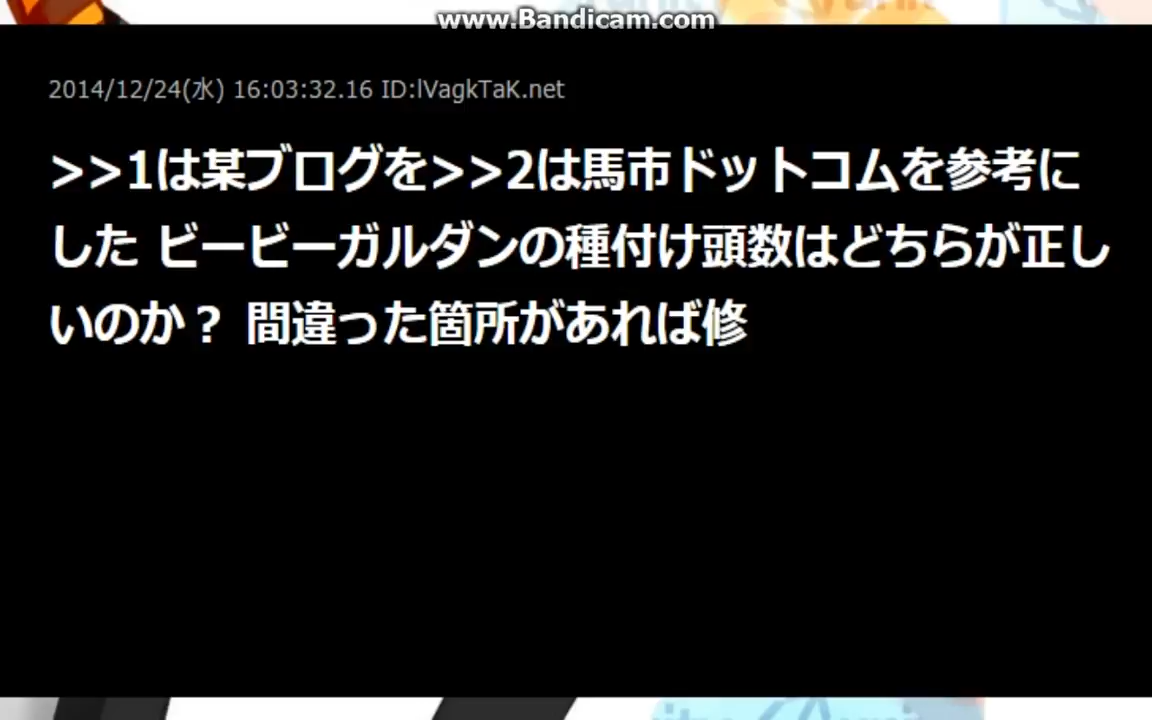 www.Bandicam.com
2014/12/24(水) 16:03:32.16 ID:lVagkTaK.net
>>1は某ブログを>>2は馬市ドットコムを参考に
した ビービーガルダンの種付け頭数はどちらが正し
いのか？ 間違った箇所があれば修